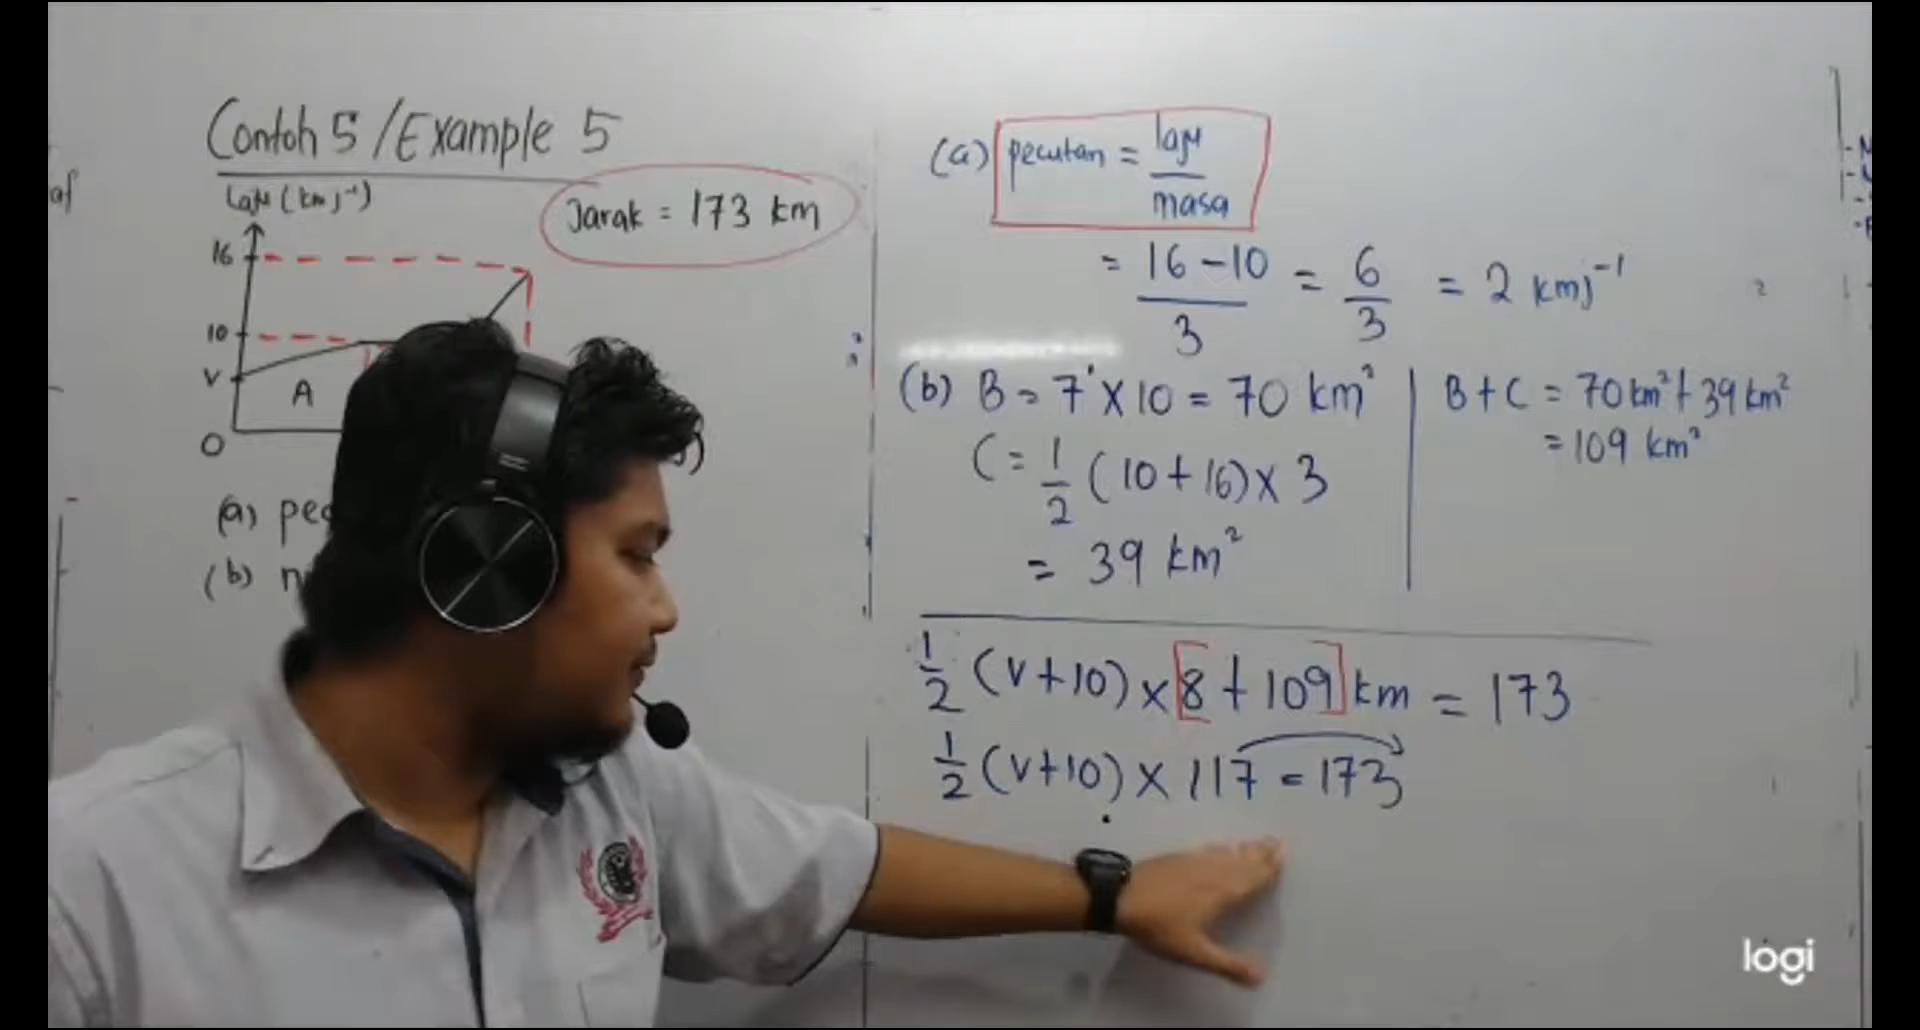 Contoh 5 / Example 5
Laju (km j⁻¹)
Jarak = 173 km
16
10
V
A
O
(a) pec
(b) n
(a) pecutan = laju / masa
= 16 - 10 / 3 = 6 / 3 = 2 kmj⁻¹
(b) B = 7 × 10 = 70 km²
C = 1/2 (10 + 16) × 3
= 39 km²
B + C = 70 km² + 39 km²
= 109 km²
1/2 (v + 10) × [8 + 109] km = 173
1/2 (v+10) × 117 = 173
logi